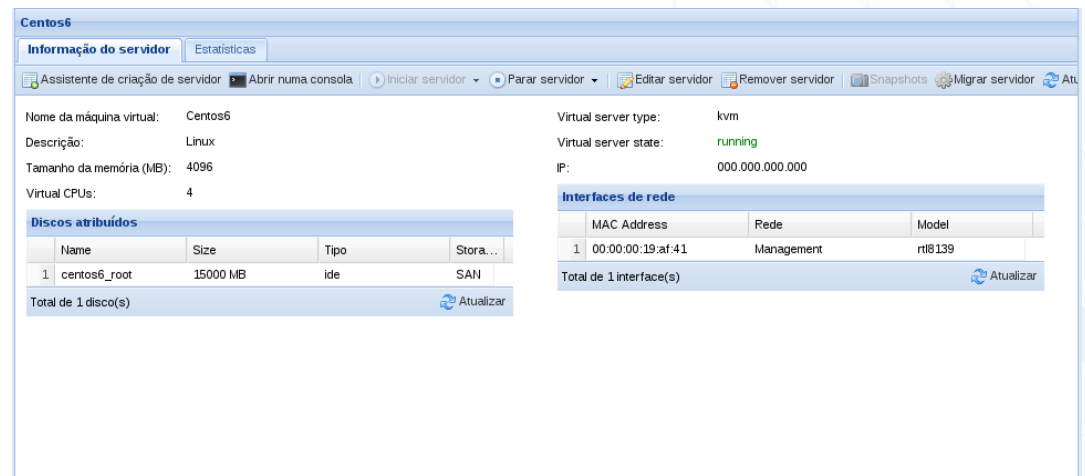 Centos6
Informação do servidor Estatísticas
Assistente de criação de servidor Abrir numa consola Iniciar servidor Parar servidor Editar servidor Remover servidor Snapshots Migrar servidor Atu
Nome da máquina virtual: Centos6
Descrição: Linux
Tamanho da memória (MB): 4096
Virtual CPUs: 4
Discos atribuídos
Name Size Tipo Stora...
1 centos6_root 15000 MB ide SAN
Total de 1 disco(s) Atualizar
Virtual server type: kvm
Virtual server state: running
IP: 000.000.000.000
Interfaces de rede
MAC Address Rede Model
1 00:00:00:19:af:41 Management rtl8139
Total de 1 interface(s) Atualizar